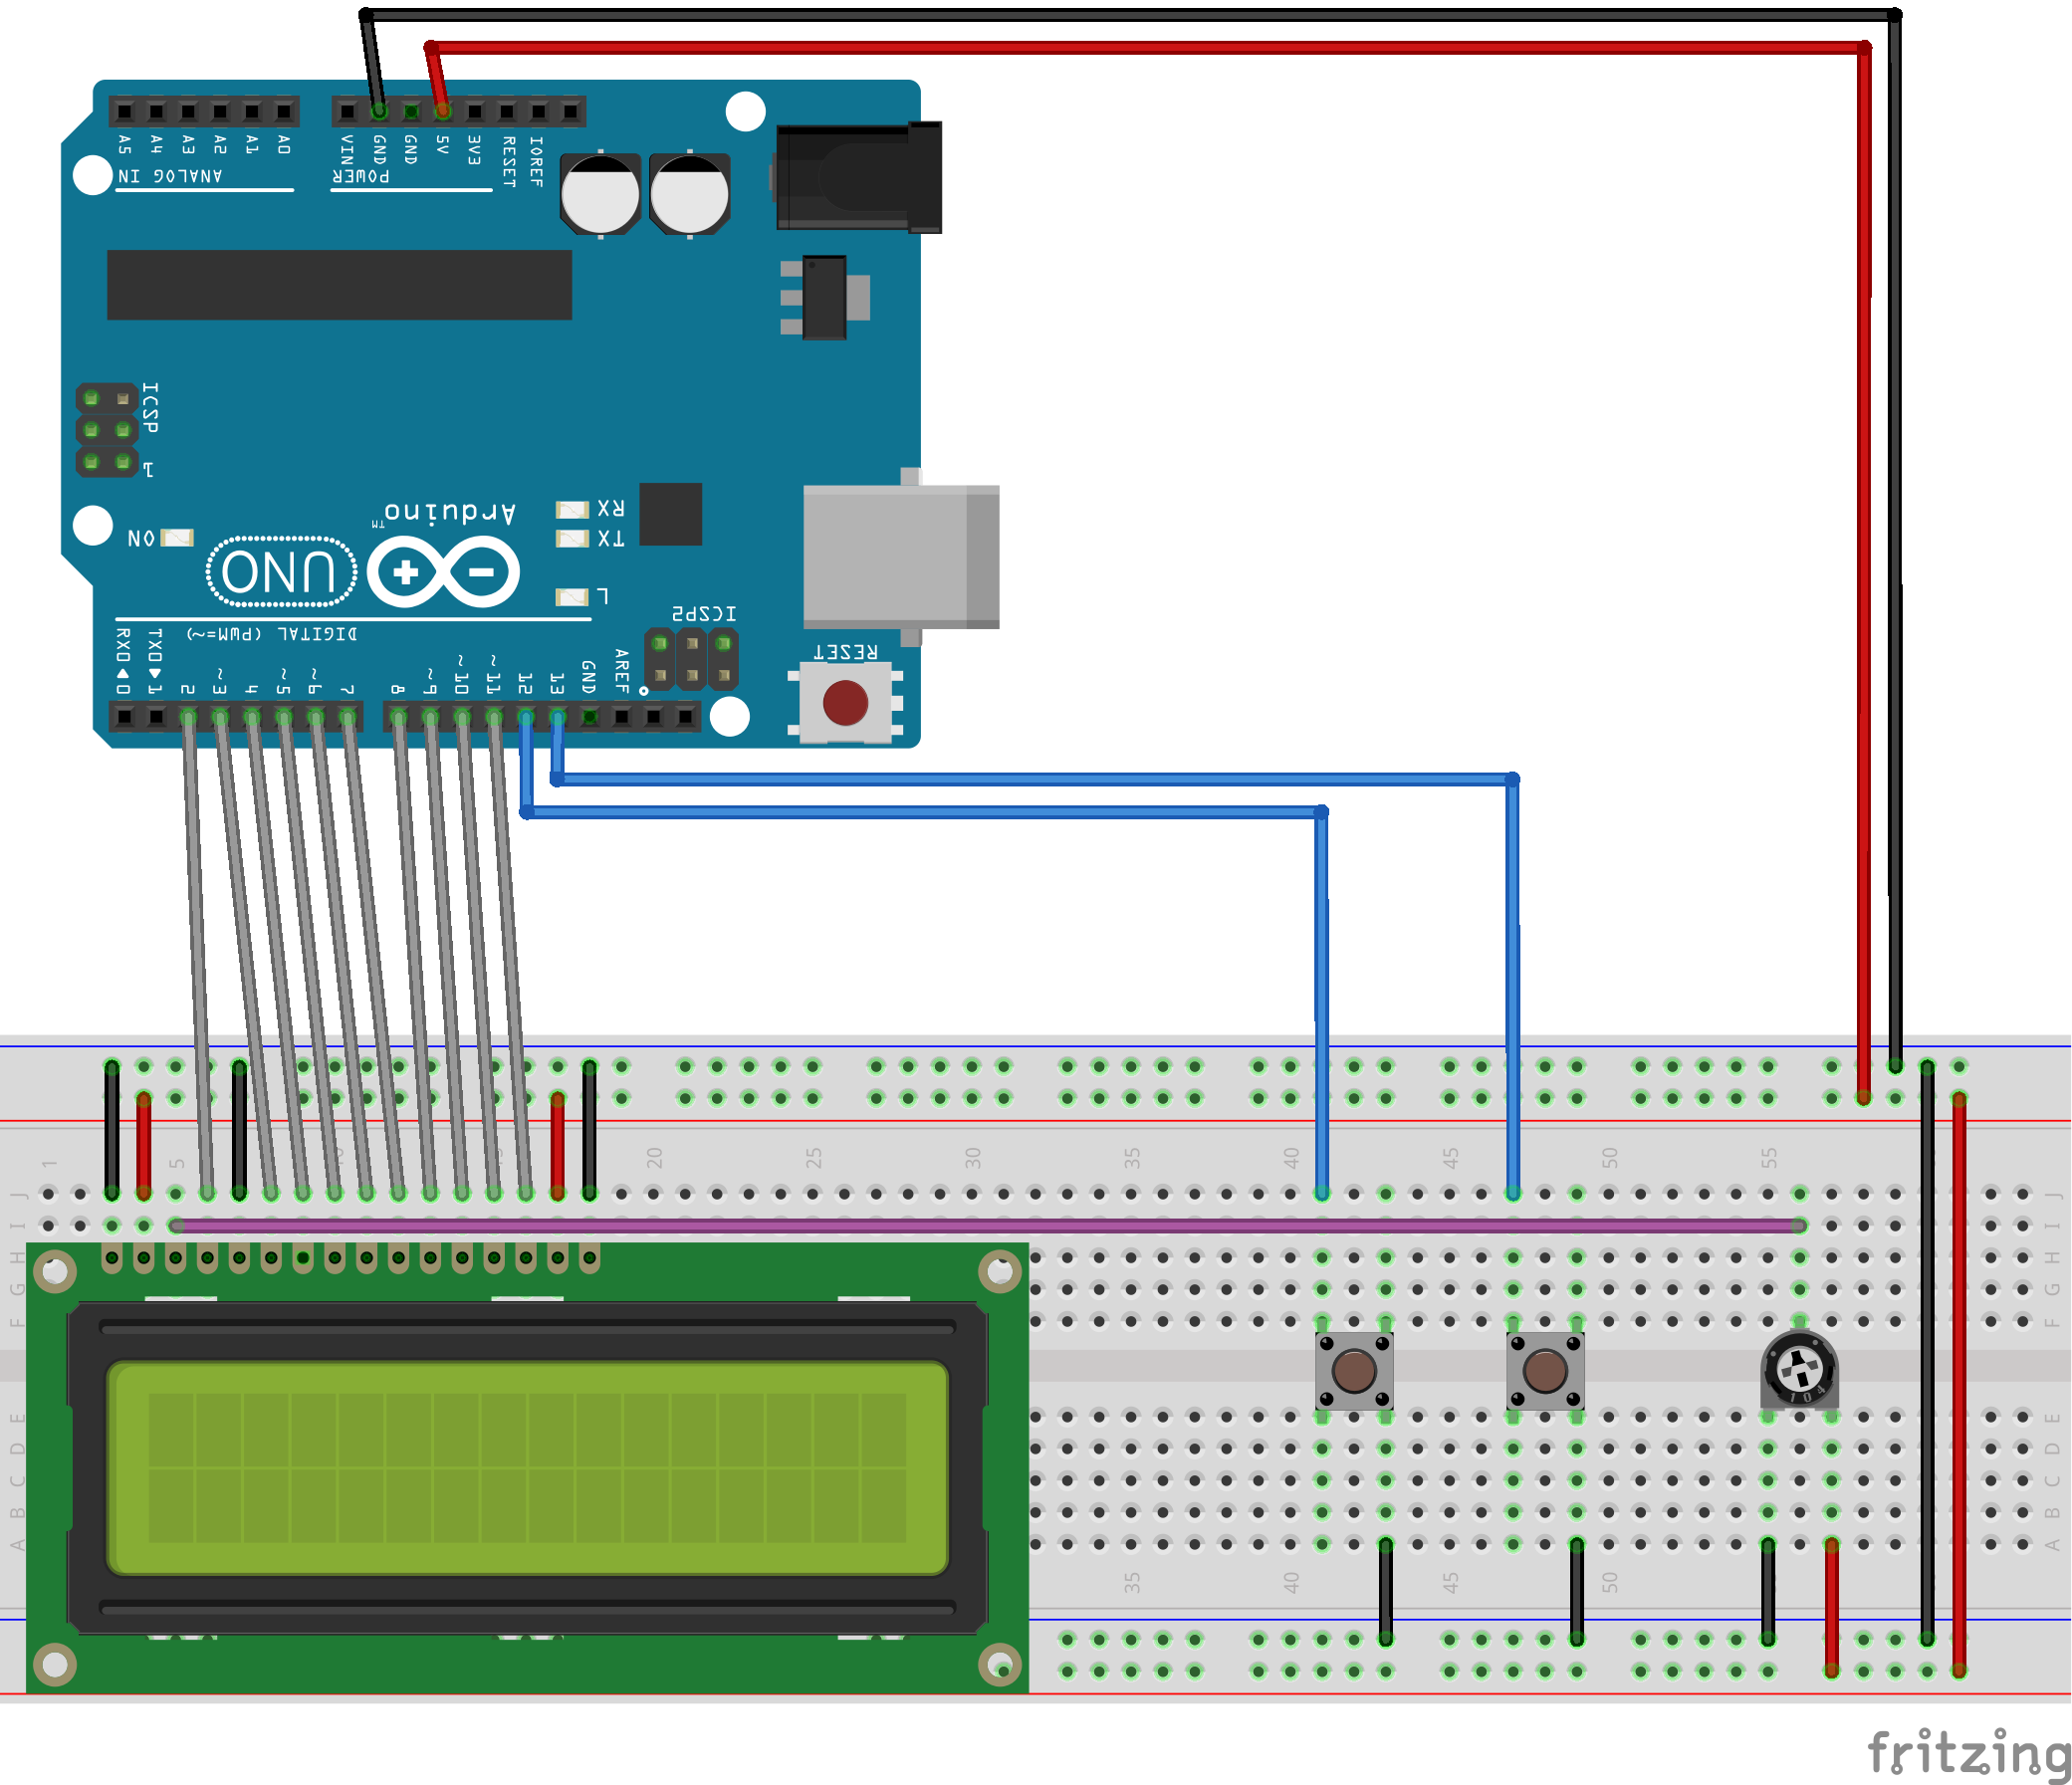 A5 A4 A3 A2 A1 A0
VIN GND GND 5V 3V3 RESET IOREF
ANALOG IN
POWER
ICSP
1
Arduino™
RX
ON
TX
UNO
L
ICSP2
DIGITAL (PWM=~)
RESET
RX0 0
TX0 1
2 ~3 4 ~5 ~6 7 8 ~9 ~10 ~11 12 13 GND AREF
1 5 20 25 30 35 40 45 50 55
J J
I I
H H
G G
F F
104
E E
D D
C C
B B
A A
35 40 45 50
fritzing